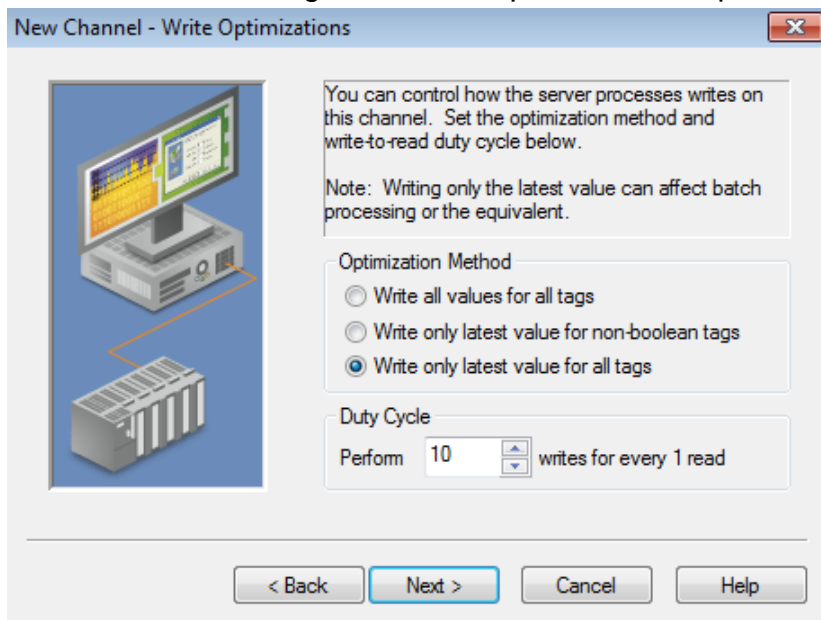 New Channel - Write Optimizations
You can control how the server processes writes on
this channel.  Set the optimization method and
write-to-read duty cycle below.
Note:  Writing only the latest value can affect batch
processing or the equivalent.
Optimization Method
Write all values for all tags
Write only latest value for non-boolean tags
Write only latest value for all tags
Duty Cycle
Perform 10 writes for every 1 read
< Back Next > Cancel Help